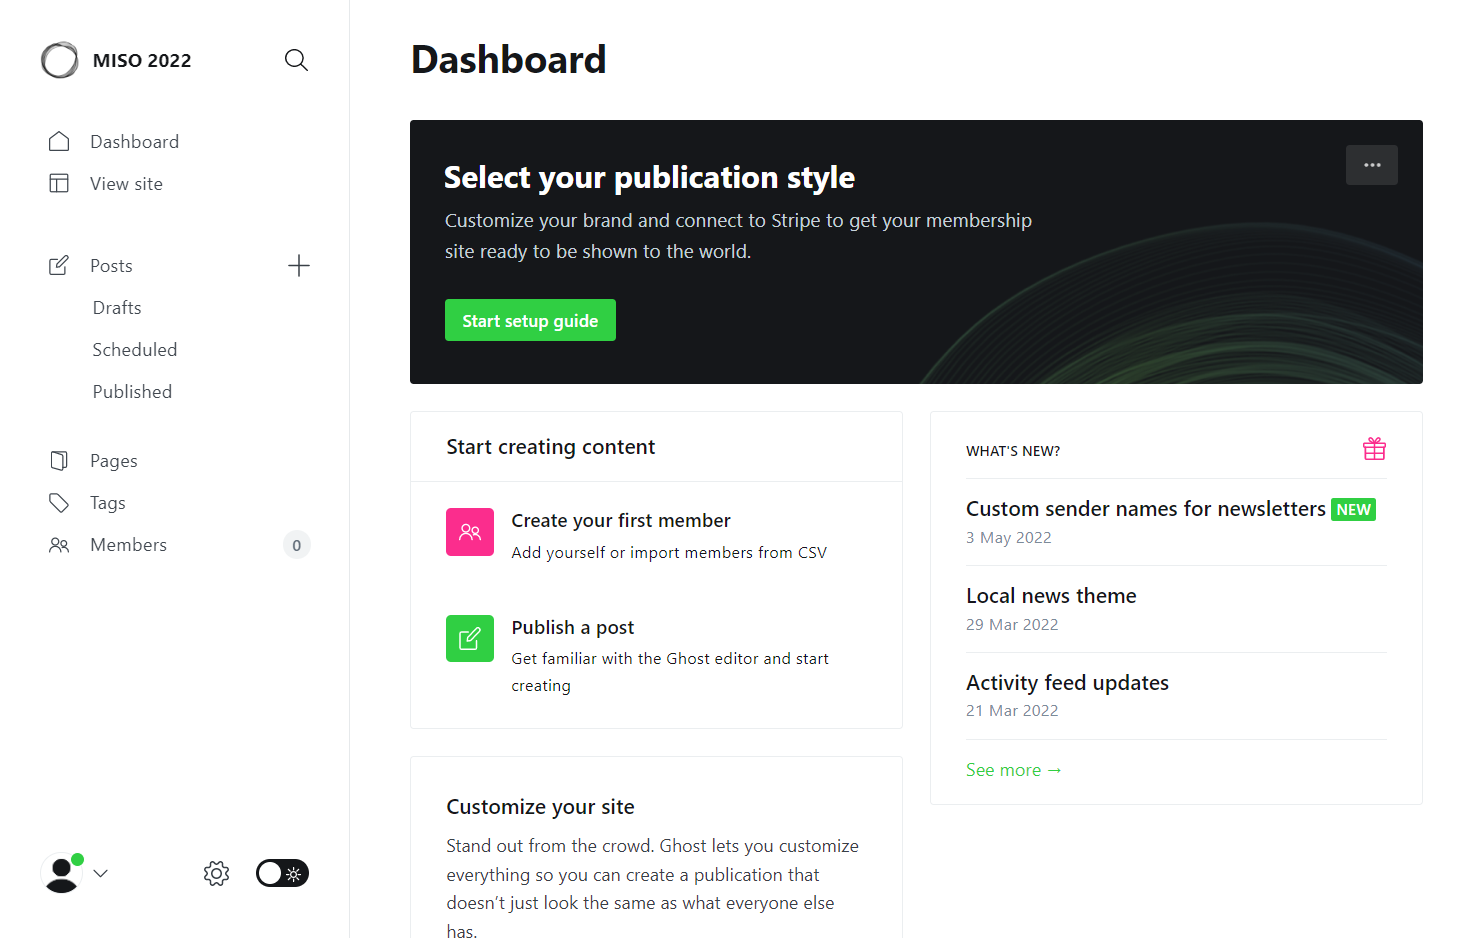 MISO 2022
Dashboard
View site
Posts
Drafts
Scheduled
Published
Pages
Tags
Members
0
Dashboard
Select your publication style
Customize your brand and connect to Stripe to get your membership
site ready to be shown to the world.
Start setup guide
Start creating content
Create your first member
Add yourself or import members from CSV
Publish a post
Get familiar with the Ghost editor and start
creating
Customize your site
Stand out from the crowd. Ghost lets you customize
everything so you can create a publication that
doesn’t just look the same as what everyone else
has.
WHAT'S NEW?
Custom sender names for newsletters NEW
3 May 2022
Local news theme
29 Mar 2022
Activity feed updates
21 Mar 2022
See more →